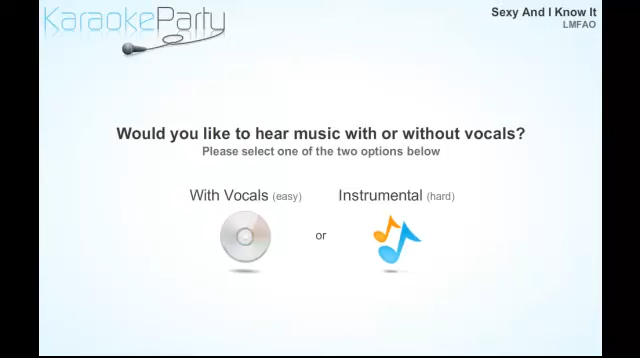 KaraokeParty
Sexy And I Know It
LMFAO
Would you like to hear music with or without vocals?
Please select one of the two options below
With Vocals (easy)
Instrumental (hard)
or